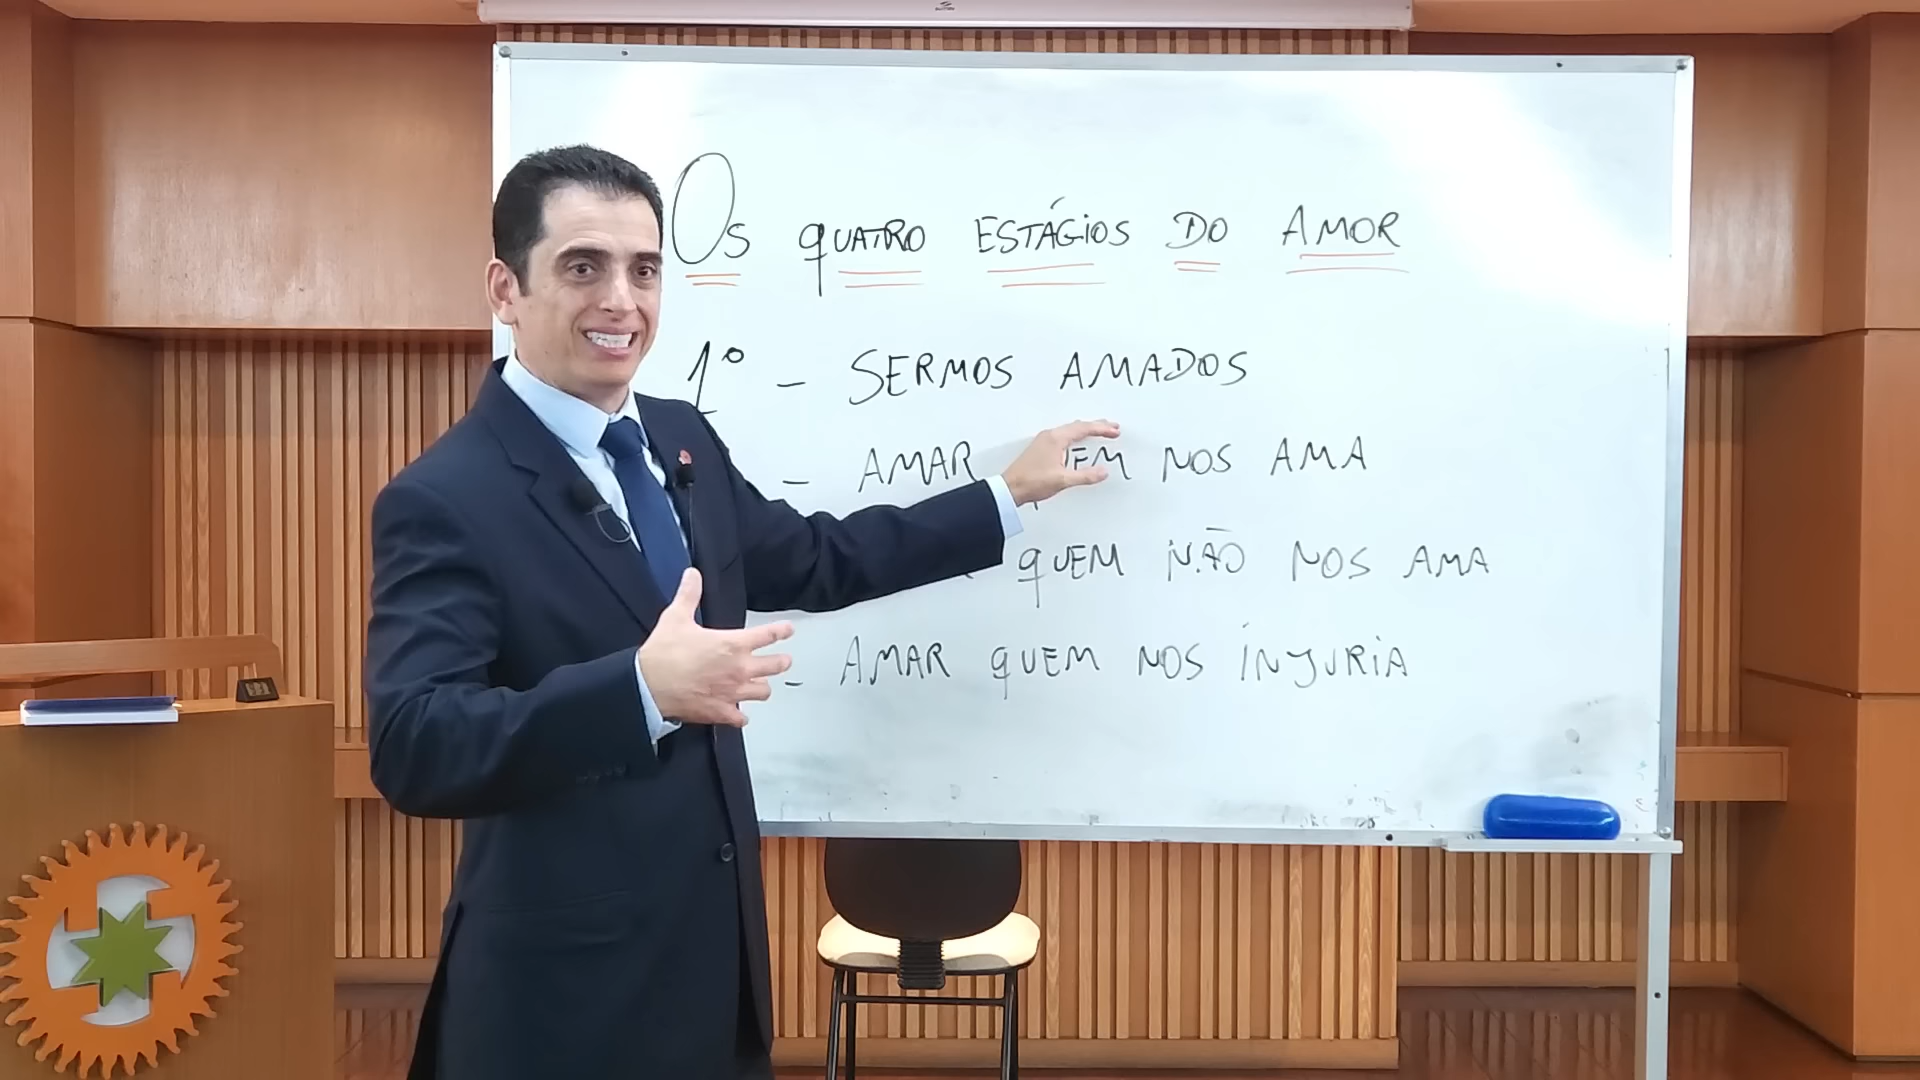 Os QUATRO ESTÁGIOS DO AMOR
1º - SERMOS AMADOS
- AMAR NOS AMA
QUEM NÃO NOS AMA
- AMAR QUEM NOS INJURIA